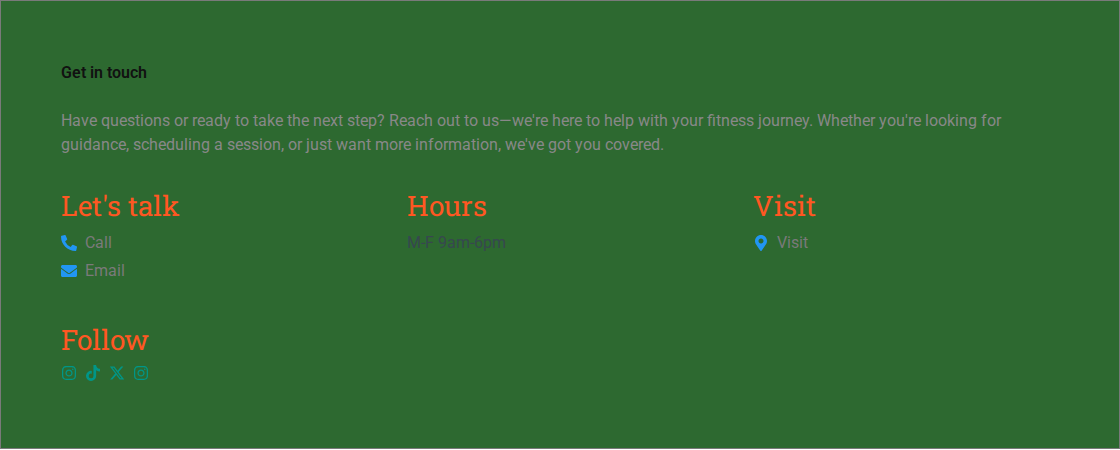 Get in touch
Have questions or ready to take the next step? Reach out to us—we're here to help with your fitness journey. Whether you're looking for
guidance, scheduling a session, or just want more information, we've got you covered.
Let's talk
Hours
Visit
Call
M-F 9am-6pm
Visit
Email
Follow